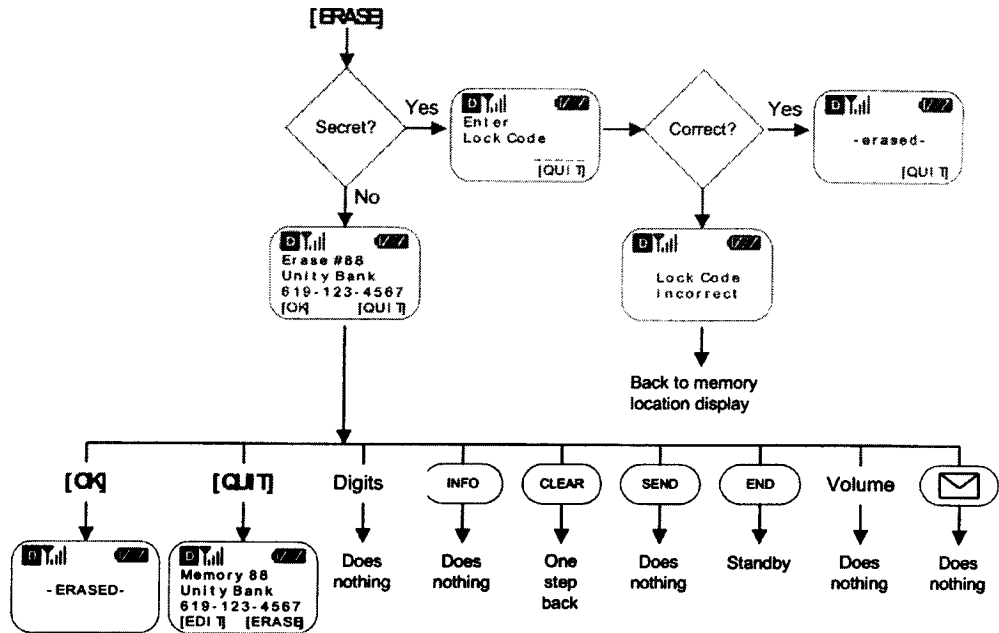 [ERASE]
Secret?
Yes
D
Enter
Lock Code
[QUIT]
Correct?
Yes
D
-erased-
[QUIT]
No
D
Erase #88
Unity Bank
619-123-4567
[OK] [QUIT]
D
Lock Code
Incorrect
Back to memory
location display
[OK]
[QUIT]
Digits
INFO
CLEAR
SEND
END
Volume
D
-ERASED-
D
Memory 88
Unity Bank
619-123-4567
[EDIT] [ERASE]
Does
nothing
Does
nothing
One
step
back
Does
nothing
Standby
Does
nothing
Does
nothing